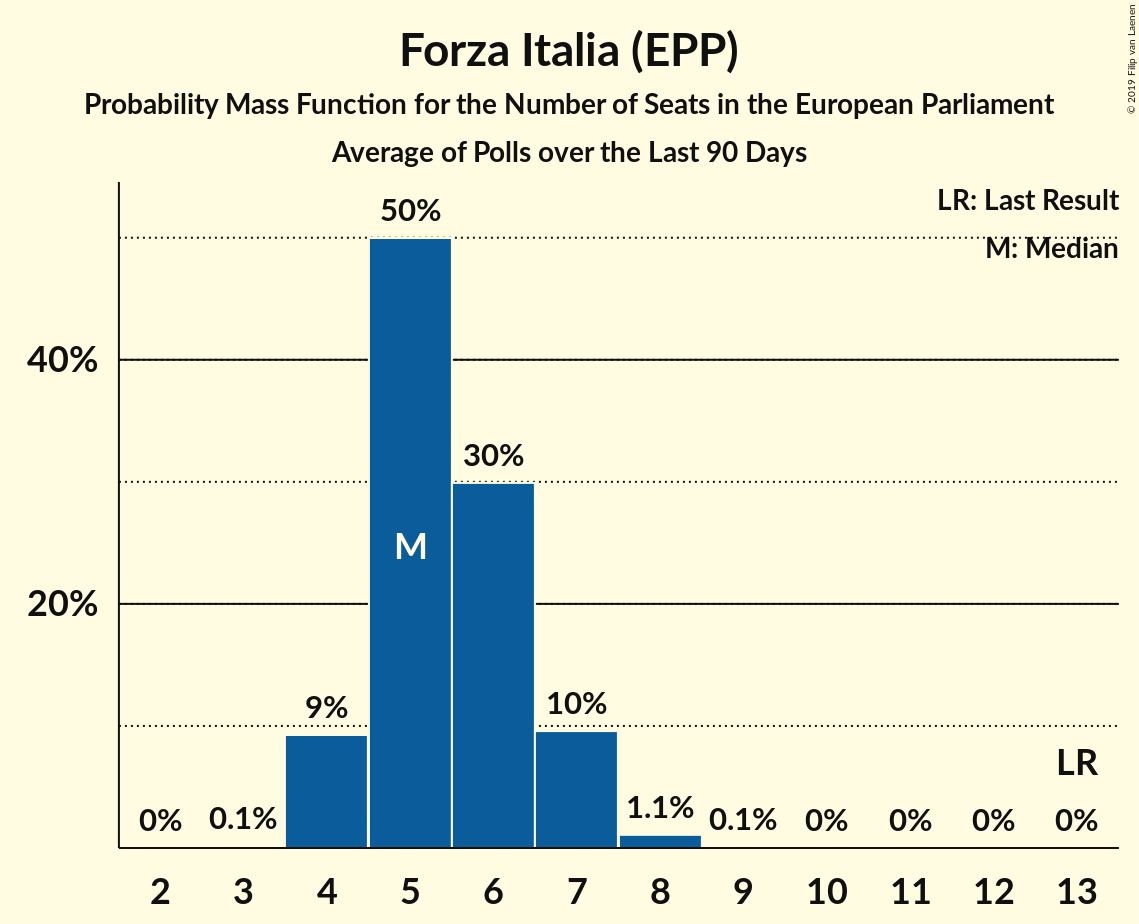 Forza Italia (EPP)
Probability Mass Function for the Number of Seats in the European Parliament
Average of Polls over the Last 90 Days
© 2019 Filip van Laenen
LR: Last Result
M: Median
50%
40%
30%
M
20%
9%
10%
LR
0%
0.1%
1.1%
0.1%
0%
0%
0%
0%
2 3 4 5 6 7 8 9 10 11 12 13